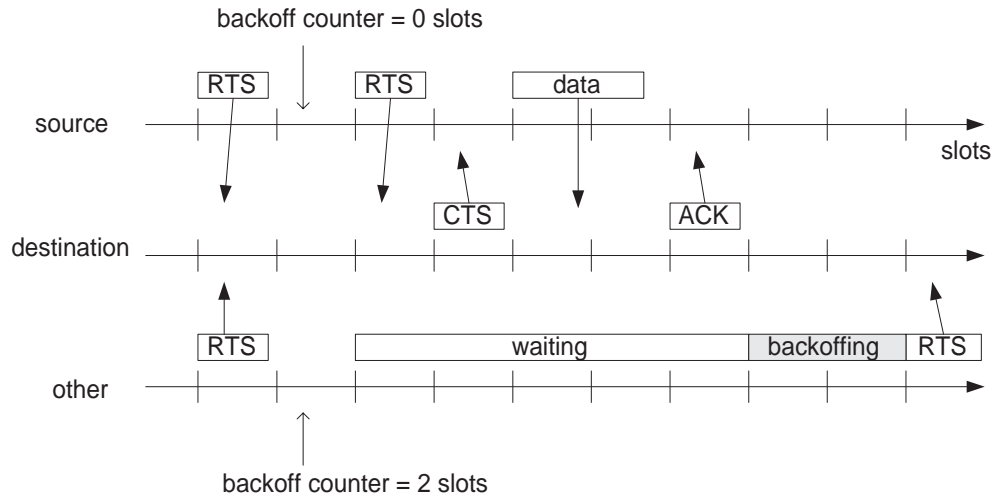 backoff counter = 0 slots
RTS RTS data
source
slots
CTS ACK
destination
RTS waiting backoffing RTS
other
backoff counter = 2 slots